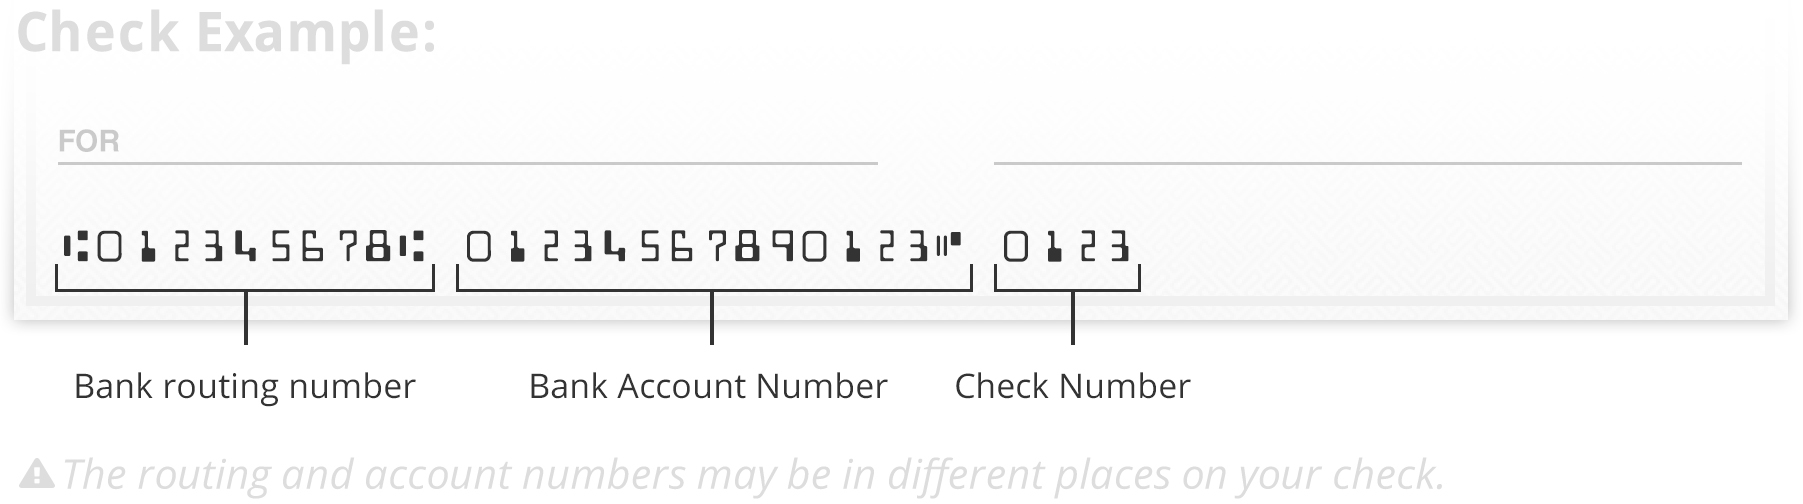 Check Example:
FOR
⑆012345678⑆ 01234567890123⑈ 0123
Bank routing number Bank Account Number Check Number
The routing and account numbers may be in different places on your check.